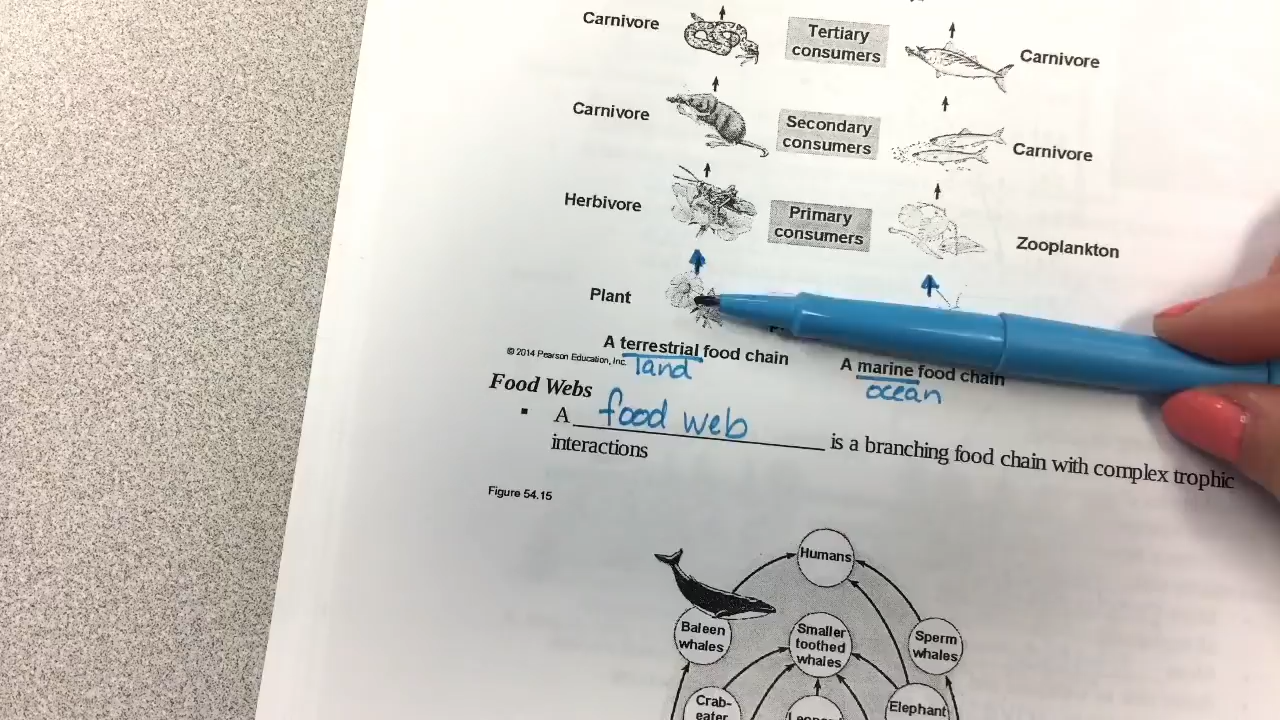 Carnivore
Tertiary
consumers
Carnivore
Carnivore
Secondary
consumers
Carnivore
Herbivore
Primary
consumers
Zooplankton
Plant
A terrestrial food chain
© 2014 Pearson Education, Inc.
land
A marine food chain
ocean
Food Webs
▪ A food web is a branching food chain with complex trophic
interactions
Figure 54.15
Humans
Baleen
whales
Smaller
toothed
whales
Sperm
whales
Crab-
eater
Elephant